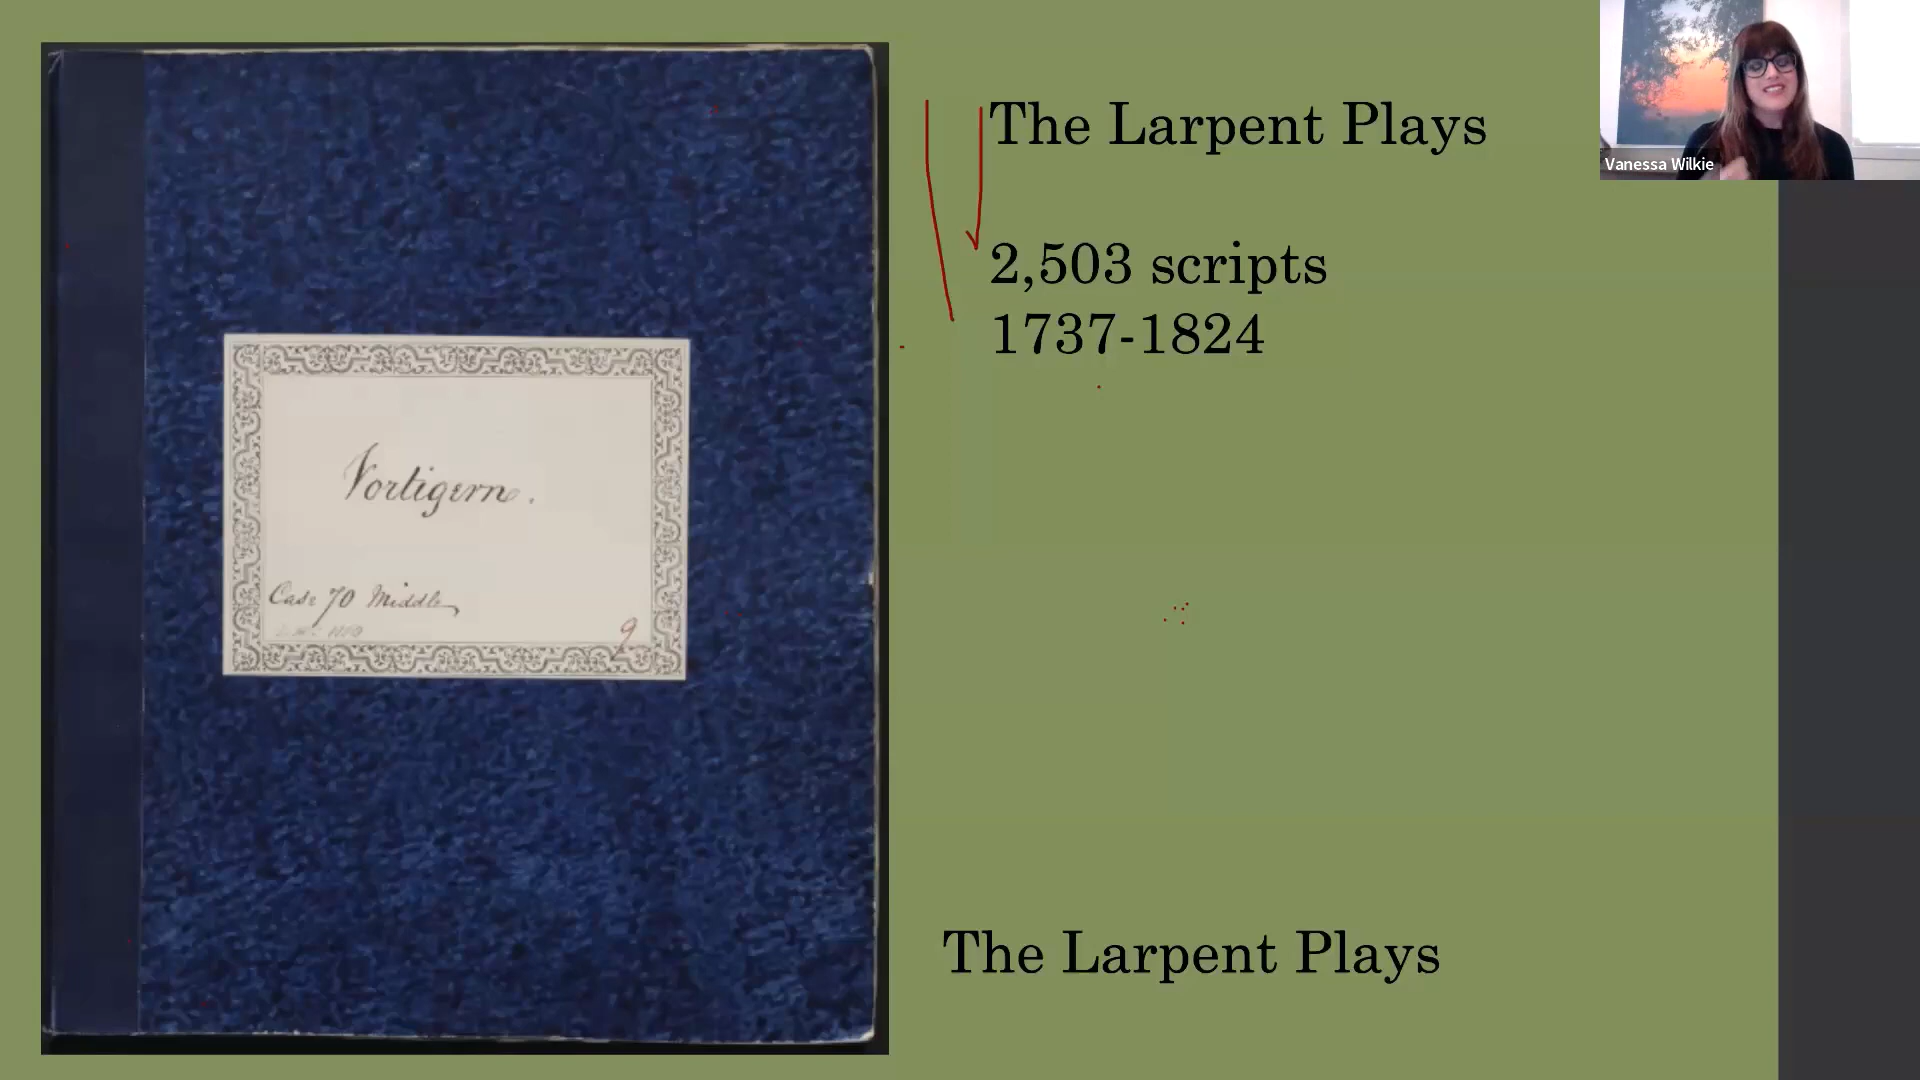 The Larpent Plays
2,503 scripts
1737-1824
Vortigern.
Case 70 Middle
9
The Larpent Plays
Vanessa Wilkie